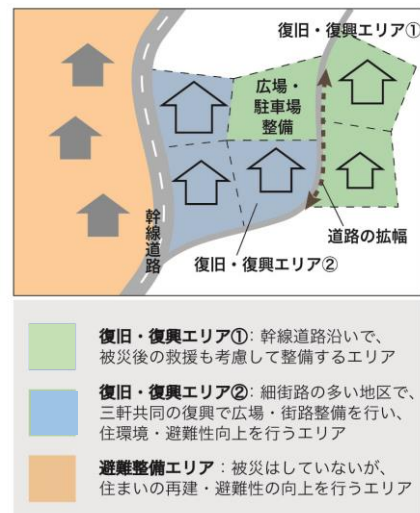 復旧・復興エリア①
広場・
駐車場
整備
幹線道路
道路の拡幅
復旧・復興エリア②
復旧・復興エリア①：幹線道路沿いで、
被災後の救援も考慮して整備するエリア
復旧・復興エリア②：細街路の多い地区で、
三軒共同の復興で広場・街路整備を行い、
住環境・避難性向上を行うエリア
避難整備エリア：被災はしていないが、
住まいの再建・避難性の向上を行うエリア